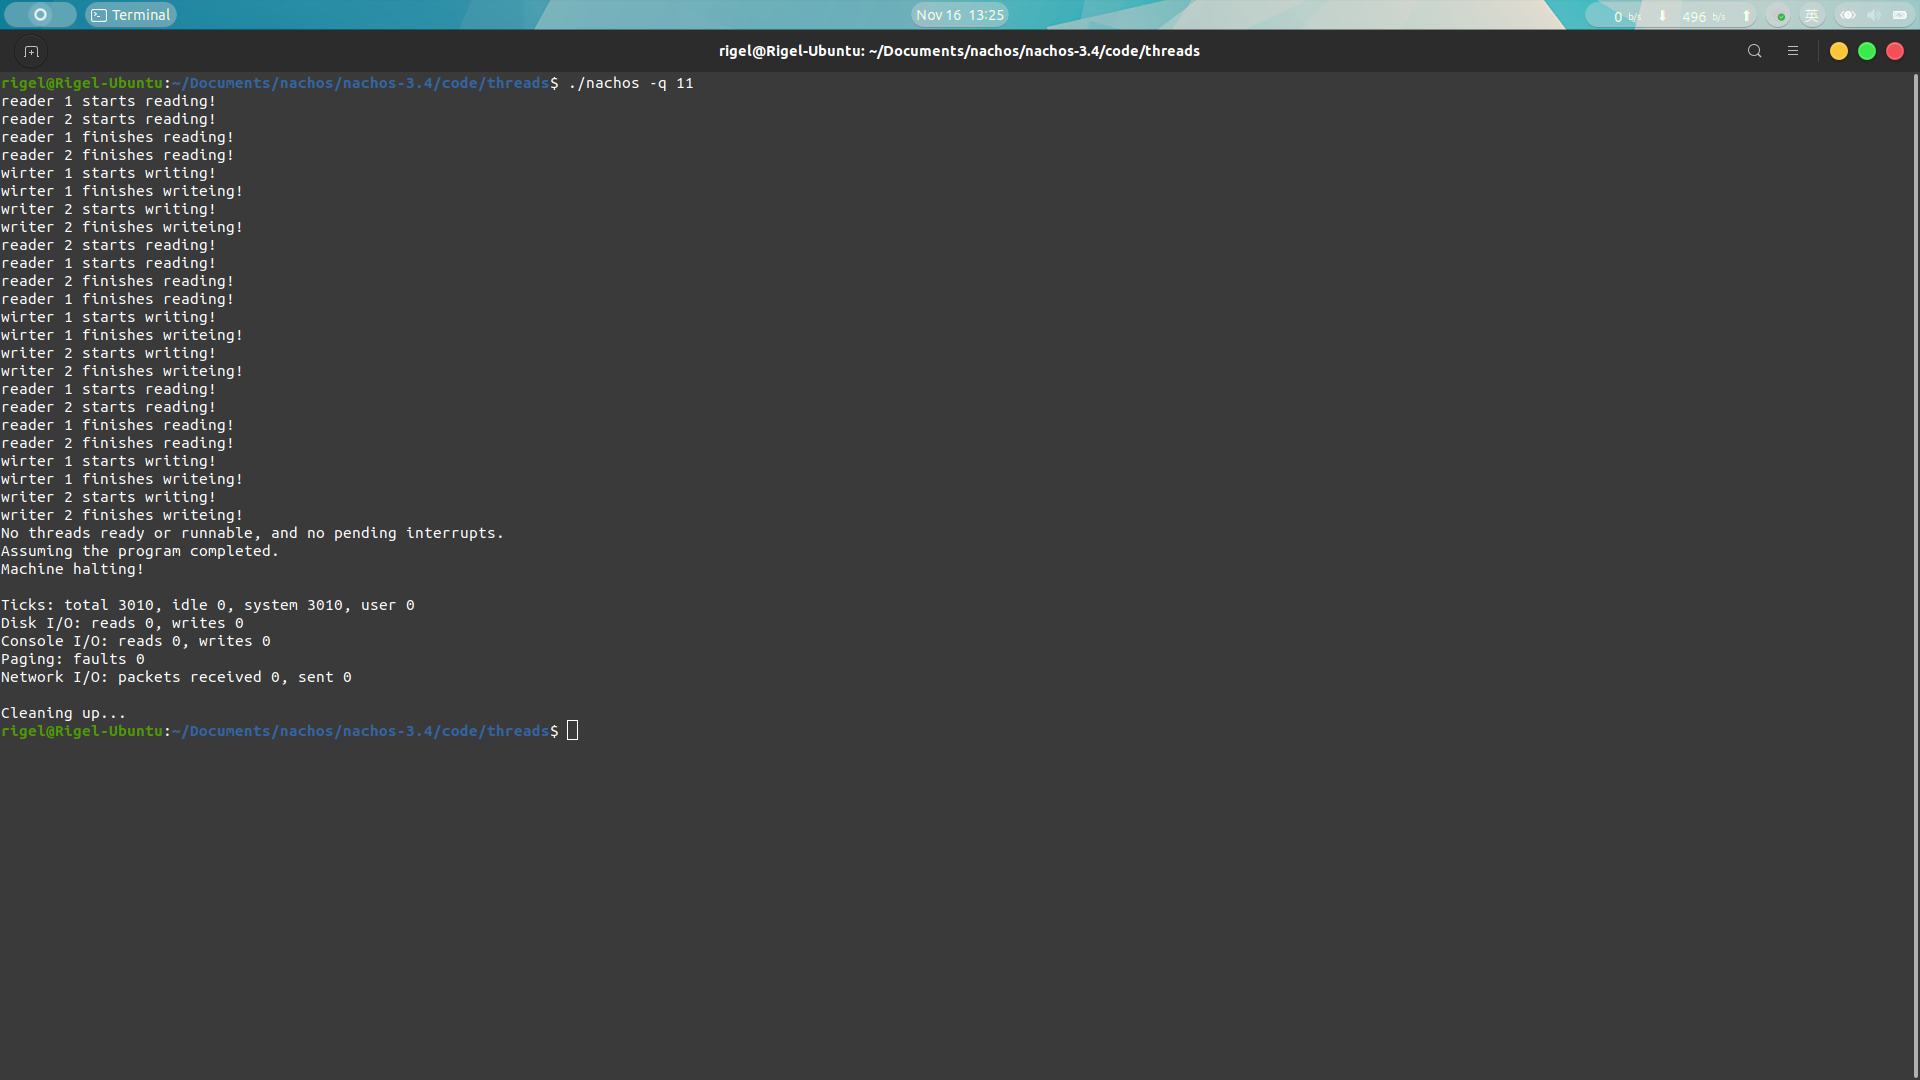 Terminal
Nov 16 13:25
0 b/s
496 b/s
英
rigel@Rigel-Ubuntu: ~/Documents/nachos/nachos-3.4/code/threads
rigel@Rigel-Ubuntu:~/Documents/nachos/nachos-3.4/code/threads$ ./nachos -q 11
reader 1 starts reading!
reader 2 starts reading!
reader 1 finishes reading!
reader 2 finishes reading!
wirter 1 starts writing!
wirter 1 finishes writeing!
writer 2 starts writing!
writer 2 finishes writeing!
reader 2 starts reading!
reader 1 starts reading!
reader 2 finishes reading!
reader 1 finishes reading!
wirter 1 starts writing!
wirter 1 finishes writeing!
writer 2 starts writing!
writer 2 finishes writeing!
reader 1 starts reading!
reader 2 starts reading!
reader 1 finishes reading!
reader 2 finishes reading!
wirter 1 starts writing!
wirter 1 finishes writeing!
writer 2 starts writing!
writer 2 finishes writeing!
No threads ready or runnable, and no pending interrupts.
Assuming the program completed.
Machine halting!
Ticks: total 3010, idle 0, system 3010, user 0
Disk I/O: reads 0, writes 0
Console I/O: reads 0, writes 0
Paging: faults 0
Network I/O: packets received 0, sent 0
Cleaning up...
rigel@Rigel-Ubuntu:~/Documents/nachos/nachos-3.4/code/threads$